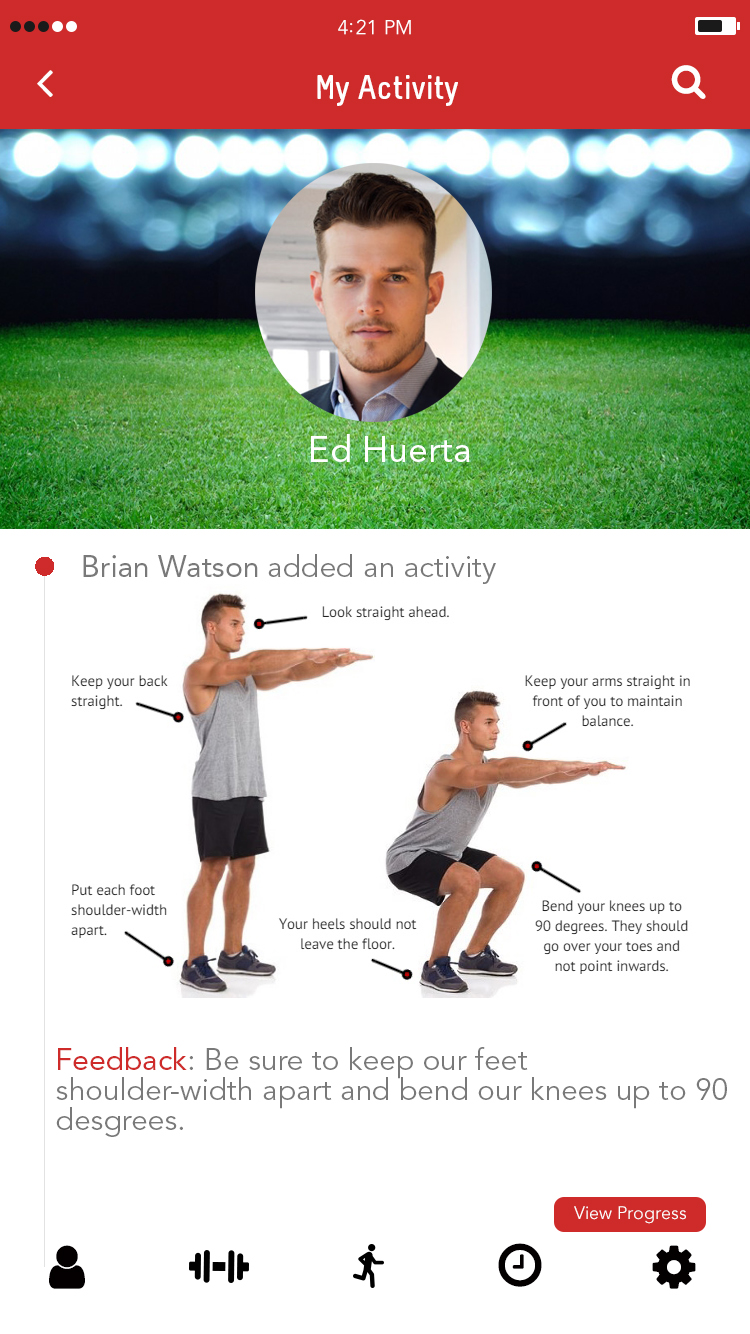 4:21 PM
My Activity
Ed Huerta
Brian Watson added an activity
Look straight ahead.
Keep your back
straight.
Keep your arms straight in
front of you to maintain
balance.
Put each foot
shoulder-width
apart.
Your heels should not
leave the floor.
Bend your knees up to
90 degrees. They should
go over your toes and
not point inwards.
Feedback: Be sure to keep our feet
shoulder-width apart and bend our knees up to 90
desgrees.
View Progress